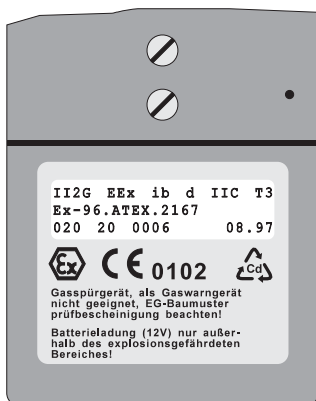 II2G EEx ib d IIC T3
Ex-96.ATEX.2167
020 20 0006 08.97
Ex CE 0102 Cd
Gasspürgerät, als Gaswarngerät
nicht geeignet, EG-Baumuster
prüfbescheinigung beachten!
Batterieladung (12V) nur außer-
halb des explosionsgefährdeten
Bereiches!